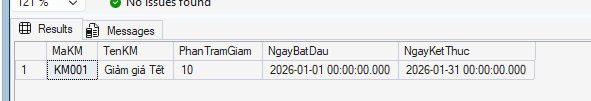 121 % No issues found
Results Messages
MaKM TenKM PhanTramGiam NgayBatDau NgayKetThuc
1 KM001 Giảm giá Tết 10 2026-01-01 00:00:00.000 2026-01-31 00:00:00.000